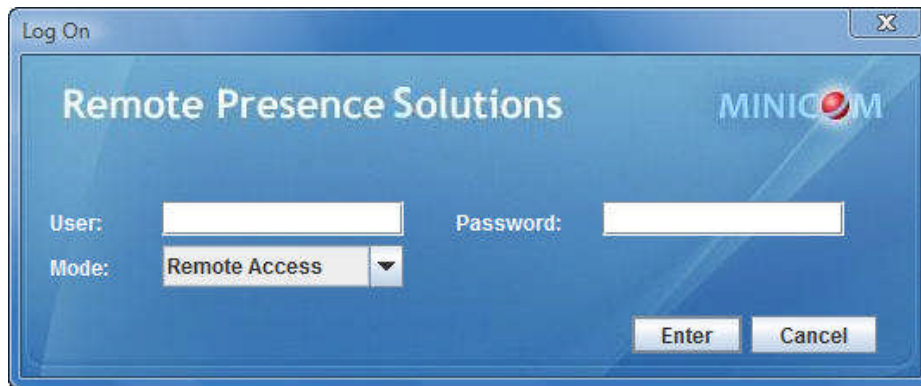 Log On
Remote Presence Solutions MINICOM
User: Password:
Mode: Remote Access
Enter Cancel